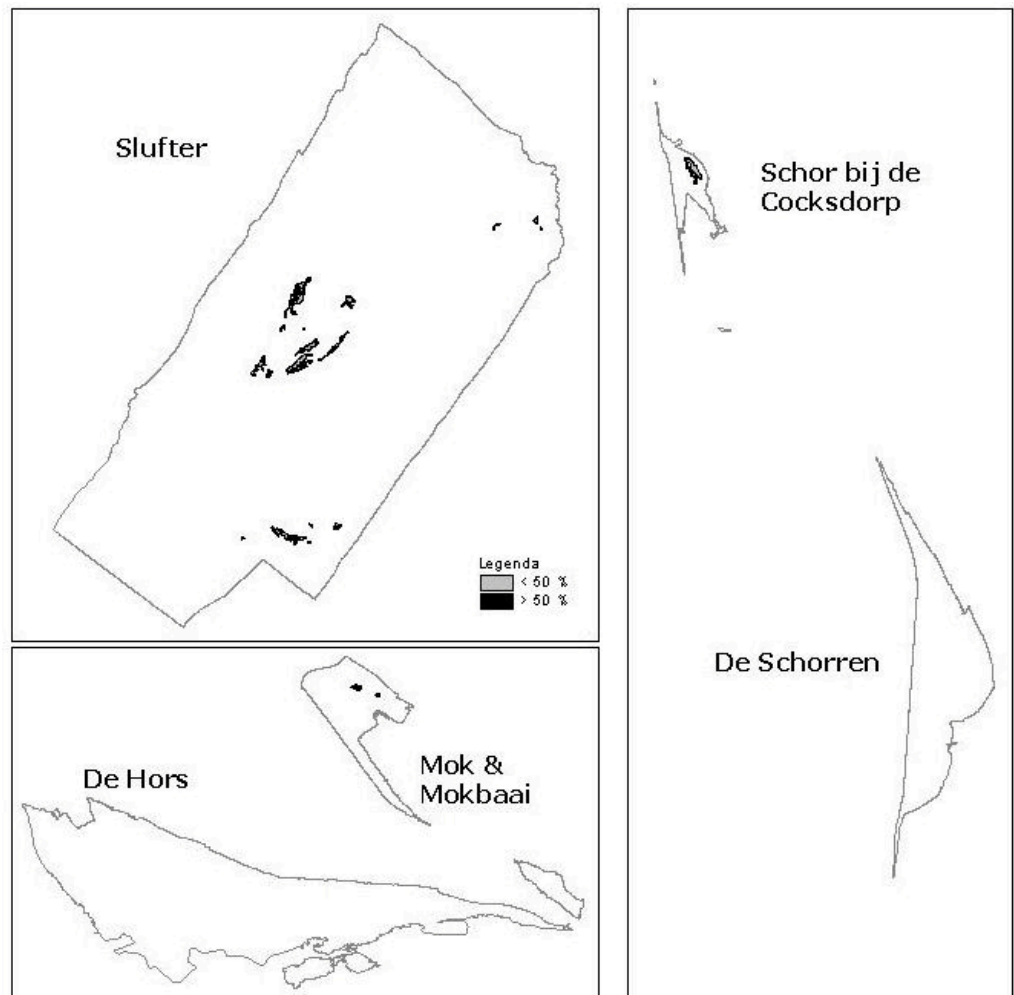 Slufter
Legenda
< 50 %
> 50 %
De Hors
Mok &
Mokbaai
Schor bij de
Cocksdorp
De Schorren